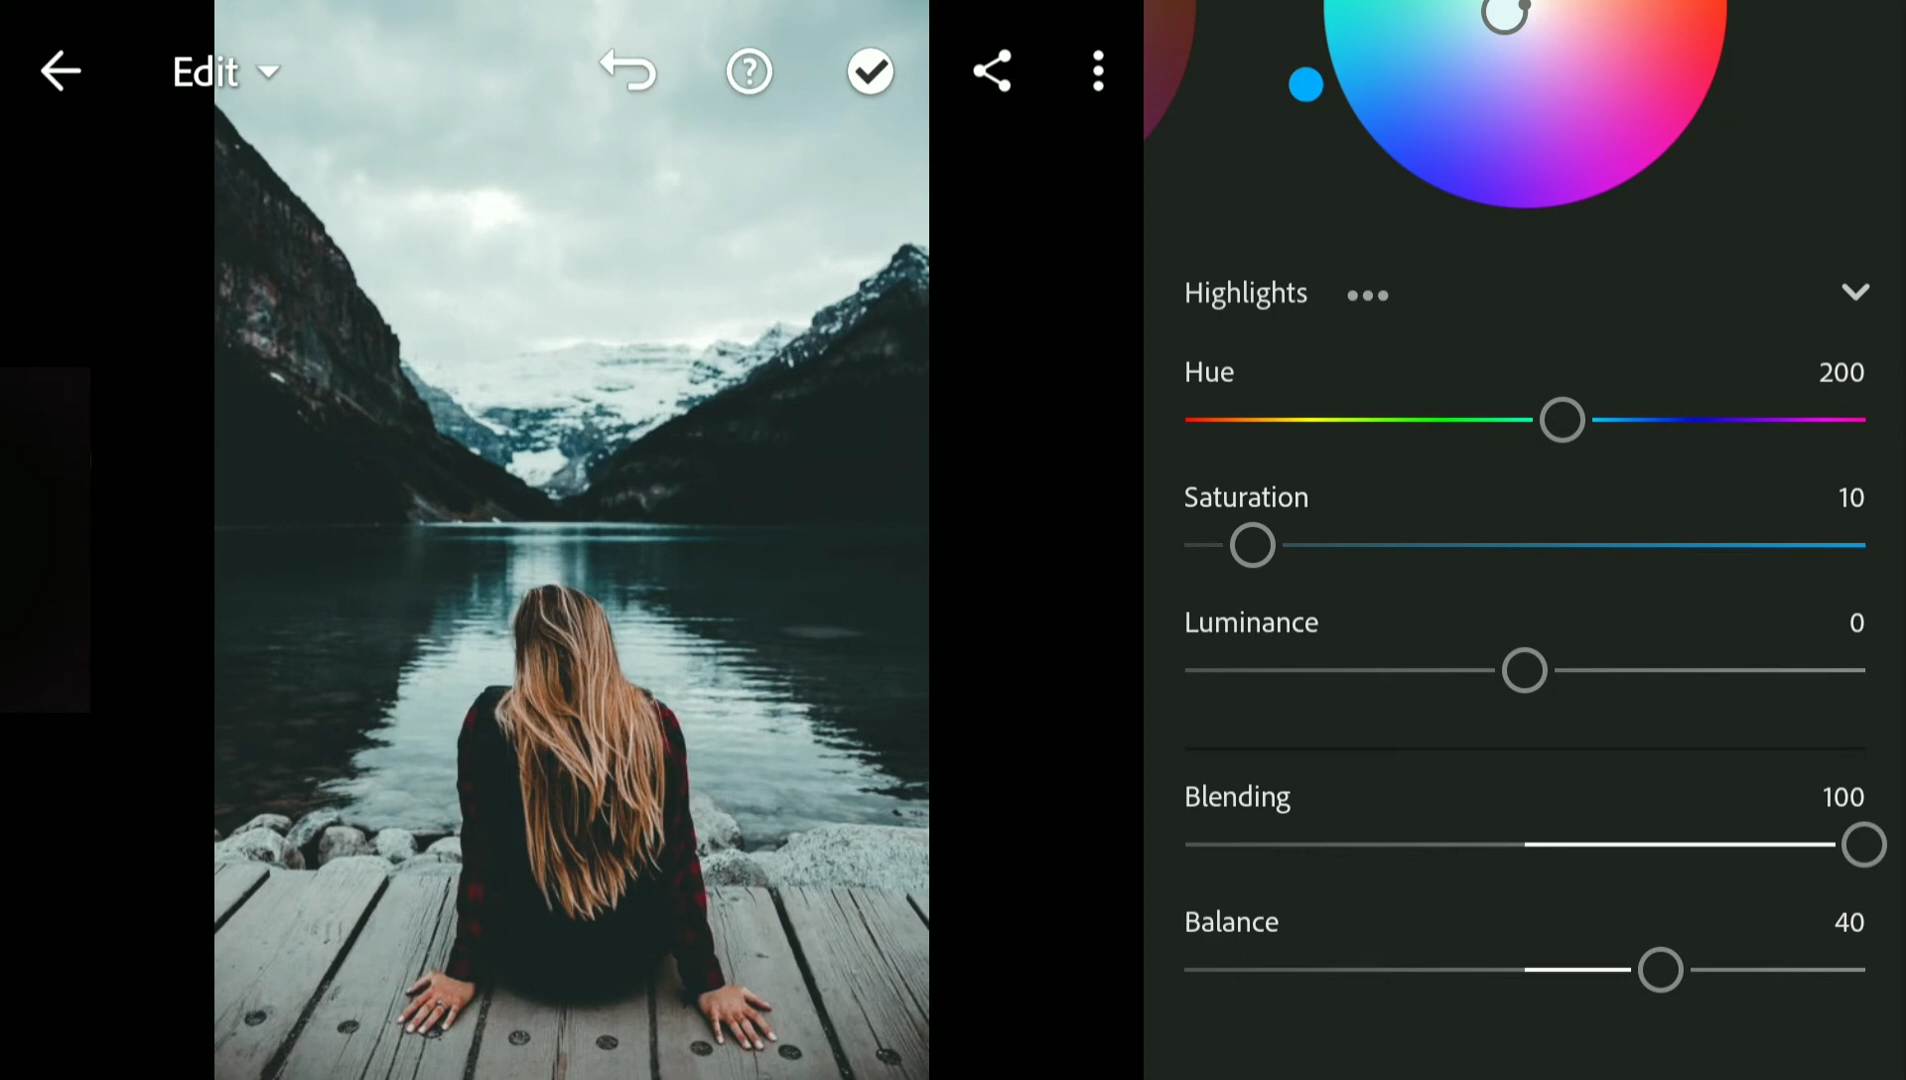 Edit
Highlights
Hue 200
Saturation 10
Luminance 0
Blending 100
Balance 40